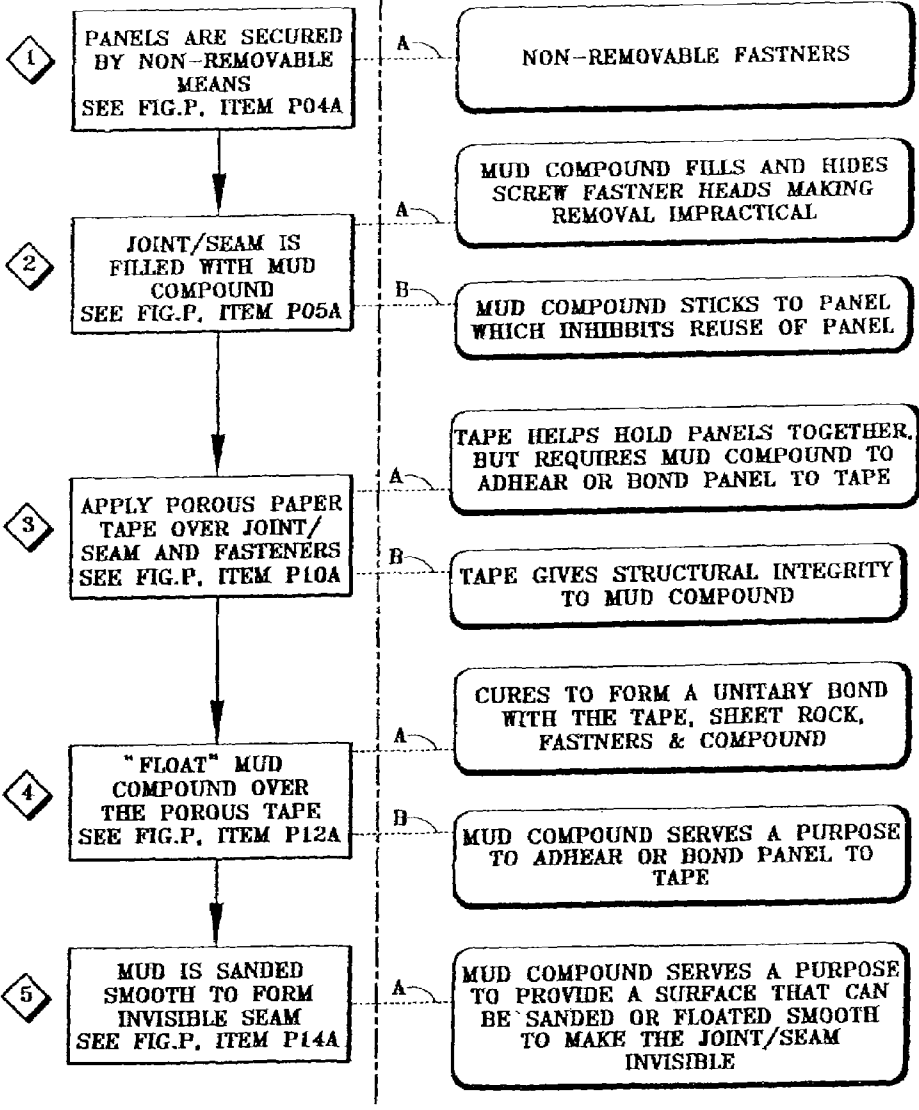 1
PANELS ARE SECURED
BY NON-REMOVABLE
MEANS
SEE FIG.P, ITEM P04A
A
NON-REMOVABLE FASTNERS
2
JOINT/SEAM IS
FILLED WITH MUD
COMPOUND
SEE FIG.P, ITEM P05A
A
MUD COMPOUND FILLS AND HIDES
SCREW FASTNER HEADS MAKING
REMOVAL IMPRACTICAL
B
MUD COMPOUND STICKS TO PANEL
WHICH INHIBBITS REUSE OF PANEL
3
APPLY POROUS PAPER
TAPE OVER JOINT/
SEAM AND FASTENERS
SEE FIG.P, ITEM P10A
A
TAPE HELPS HOLD PANELS TOGETHER,
BUT REQUIRES MUD COMPOUND TO
ADHEAR OR BOND PANEL TO TAPE
B
TAPE GIVES STRUCTURAL INTEGRITY
TO MUD COMPOUND
4
"FLOAT" MUD
COMPOUND OVER
THE POROUS TAPE
SEE FIG.P, ITEM P12A
A
CURES TO FORM A UNITARY BOND
WITH THE TAPE, SHEET ROCK,
FASTNERS & COMPOUND
B
MUD COMPOUND SERVES A PURPOSE
TO ADHEAR OR BOND PANEL TO
TAPE
5
MUD IS SANDED
SMOOTH TO FORM
INVISIBLE SEAM
SEE FIG.P, ITEM P14A
A
MUD COMPOUND SERVES A PURPOSE
TO PROVIDE A SURFACE THAT CAN
BE SANDED OR FLOATED SMOOTH
TO MAKE THE JOINT/SEAM
INVISIBLE